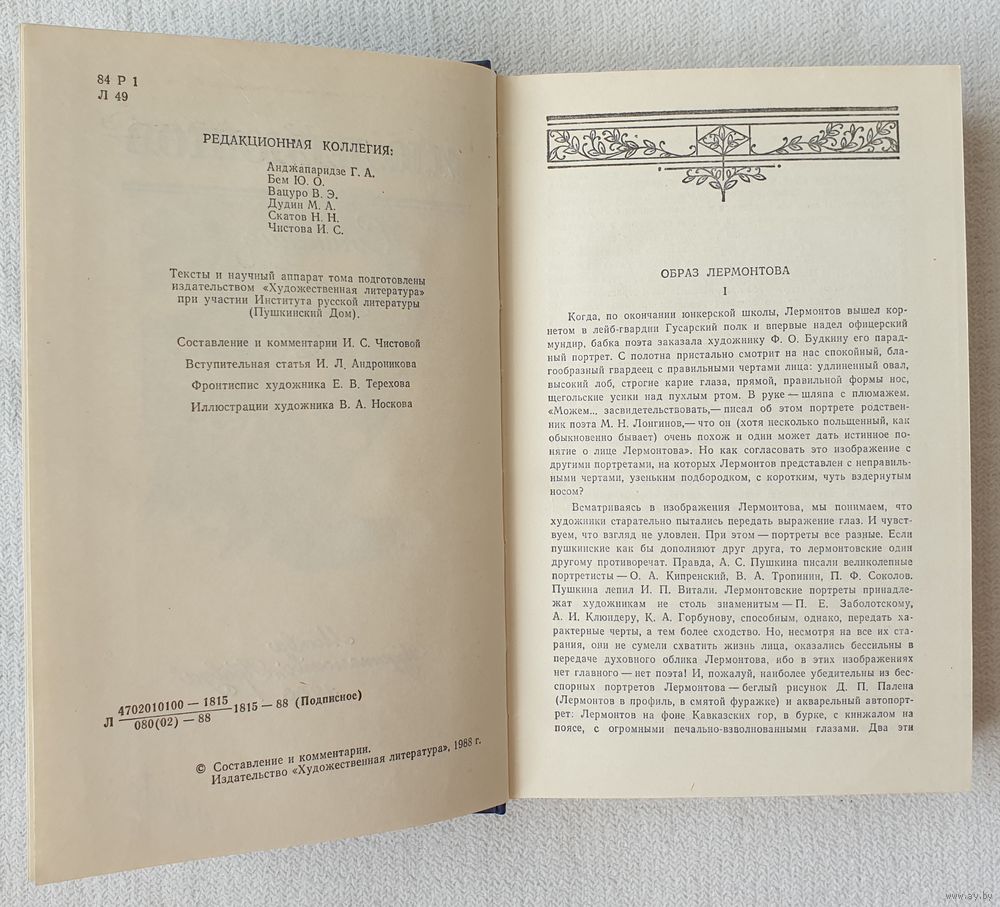 84 Р 1
Л 49
РЕДАКЦИОННАЯ КОЛЛЕГИЯ:
Анджапаридзе Г. А.
Бем Ю. О.
Вацуро В. Э.
Дудин М. А.
Скатов Н. Н.
Чистова И. С.
Тексты и научный аппарат тома подготовлены
издательством «Художественная литература»
при участии Института русской литературы
(Пушкинский Дом).
Составление и комментарии И. С. Чистовой
Вступительная статья И. Л. Андроникова
Фронтиспис художника Е. В. Терехова
Иллюстрации художника В. А. Носкова
Л 4702010100 — 1815 / 080(02) — 88 1815 — 88 (Подписное)
© Составление и комментарии.
Издательство «Художественная литература», 1988 г.
ОБРАЗ ЛЕРМОНТОВА
I
Когда, по окончании юнкерской школы, Лермонтов вышел кор-
нетом в лейб-гвардии Гусарский полк и впервые надел офицерский
мундир, бабка поэта заказала художнику Ф. О. Будкину его парад-
ный портрет. С полотна пристально смотрит на нас спокойный, бла-
гообразный гвардеец с правильными чертами лица: удлиненный овал,
высокий лоб, строгие карие глаза, прямой, правильной формы нос,
щегольские усики над пухлым ртом. В руке — шляпа с плюмажем.
«Можем... засвидетельствовать,— писал об этом портрете родствен-
ник поэта М. Н. Лонгинов,— что он (хотя несколько польщенный, как
обыкновенно бывает) очень похож и один может дать истинное по-
нятие о лице Лермонтова». Но как согласовать это изображение с
другими портретами, на которых Лермонтов представлен с неправиль-
ными чертами, узеньким подбородком, с коротким, чуть вздернутым
носом?
Всматриваясь в изображения Лермонтова, мы понимаем, что
художники старательно пытались передать выражение глаз. И чувст-
вуем, что взгляд не уловлен. При этом — портреты все разные. Если
пушкинские как бы дополняют друг друга, то лермонтовские один
другому противоречат. Правда, А. С. Пушкина писали великолепные
портретисты — О. А. Кипренский, В. А. Тропинин, П. Ф. Соколов.
Пушкина лепил И. П. Витали. Лермонтовские портреты принадле-
жат художникам не столь знаменитым — П. Е. Заболотскому,
А. И. Клюндеру, К. А. Горбунову, способным, однако, передать ха-
рактерные черты, а тем более сходство. Но, несмотря на все их ста-
рания, они не сумели схватить жизнь лица, оказались бессильны в
передаче духовного облика Лермонтова, ибо в этих изображениях
нет главного — нет поэта! И, пожалуй, наиболее убедительны из бес-
спорных портретов Лермонтова — беглый рисунок Д. П. Палена
(Лермонтов в профиль, в смятой фуражке) и акварельный автопорт-
рет: Лермонтов на фоне Кавказских гор, в бурке, с кинжалом на
поясе, с огромными печально-взволнованными глазами. Два эти
www.ay.by